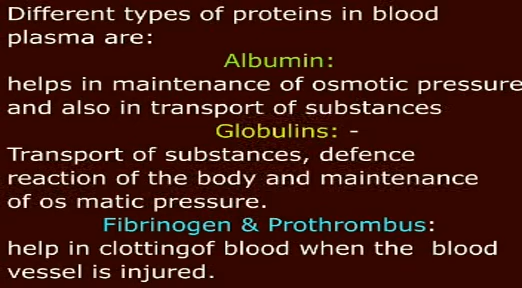 Different types of proteins in blood
plasma are:
Albumin:
helps in maintenance of osmotic pressure
and also in transport of substances
Globulins: -
Transport of substances, defence
reaction of the body and maintenance
of os matic pressure.
Fibrinogen & Prothrombus:
help in clottingof blood when the  blood
vessel is injured.